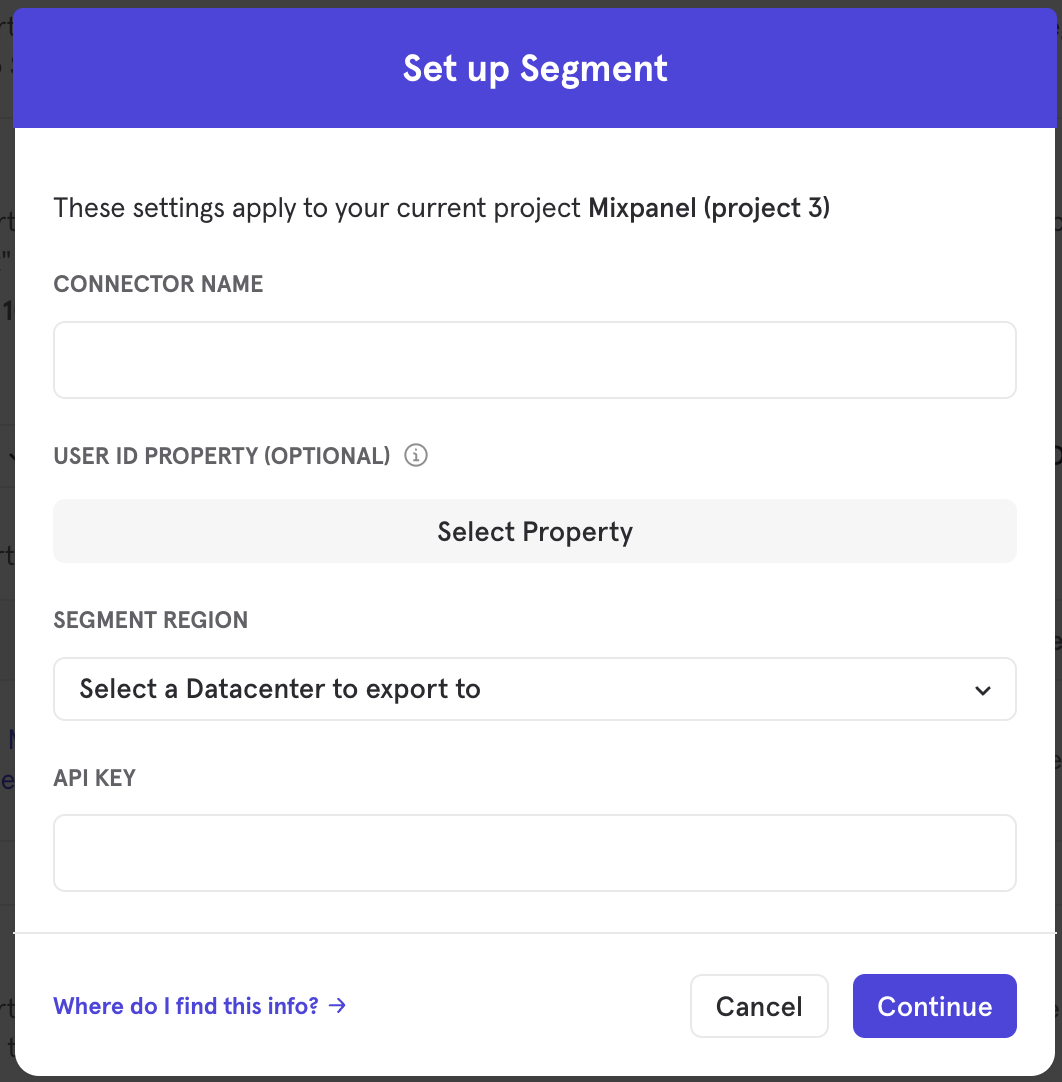 Set up Segment
These settings apply to your current project Mixpanel (project 3)
CONNECTOR NAME
USER ID PROPERTY (OPTIONAL)
Select Property
SEGMENT REGION
Select a Datacenter to export to
API KEY
Where do I find this info? →
Cancel
Continue